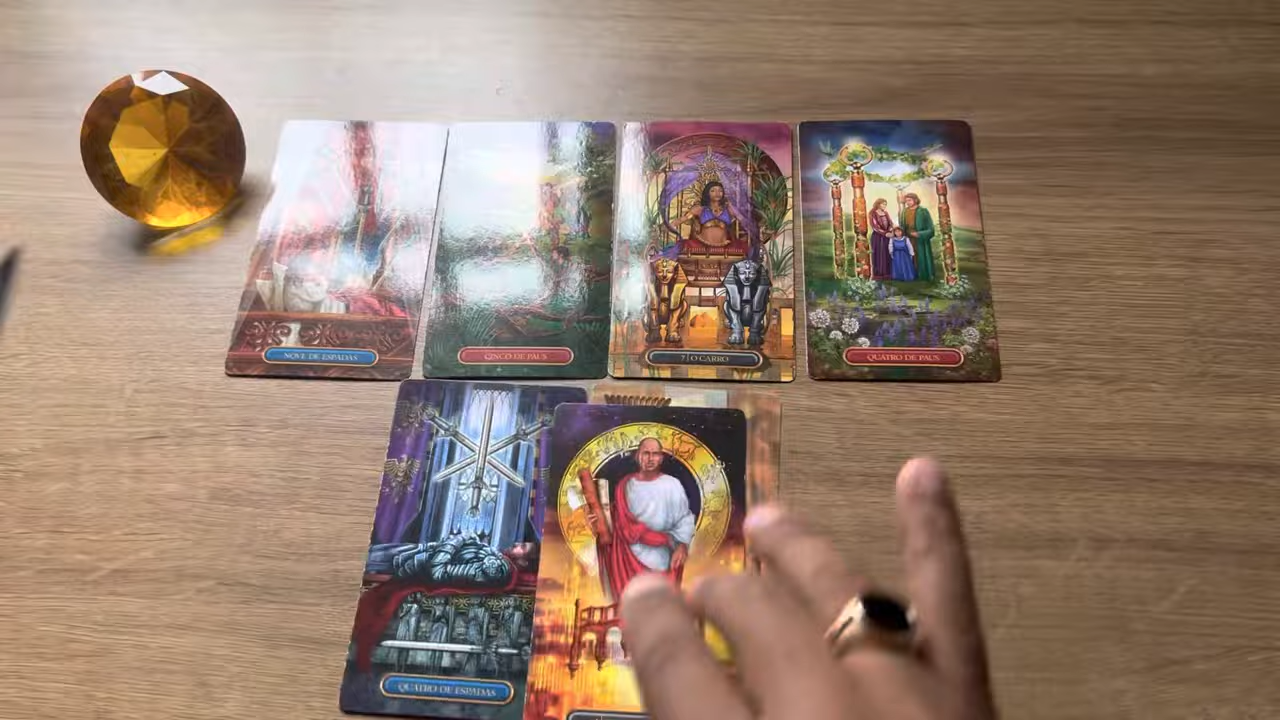 NOVE DE ESPADAS
CINCO DE PAUS
7 | O CARRO
QUATRO DE PAUS
QUATRO DE ESPADAS